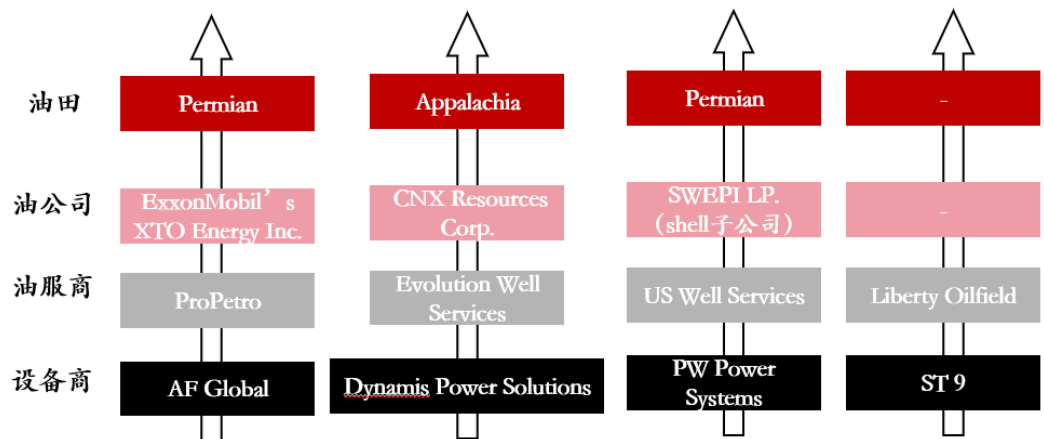 油田
Permian
Appalachia
Permian
-
油公司
ExxonMobil’s
XTO Energy Inc.
CNX Resources
Corp.
SWEPI LP.
(shell子公司)
-
油服商
ProPetro
Evolution Well
Services
US Well Services
Liberty Oilfield
设备商
AF Global
Dynamis Power Solutions
PW Power
Systems
ST 9